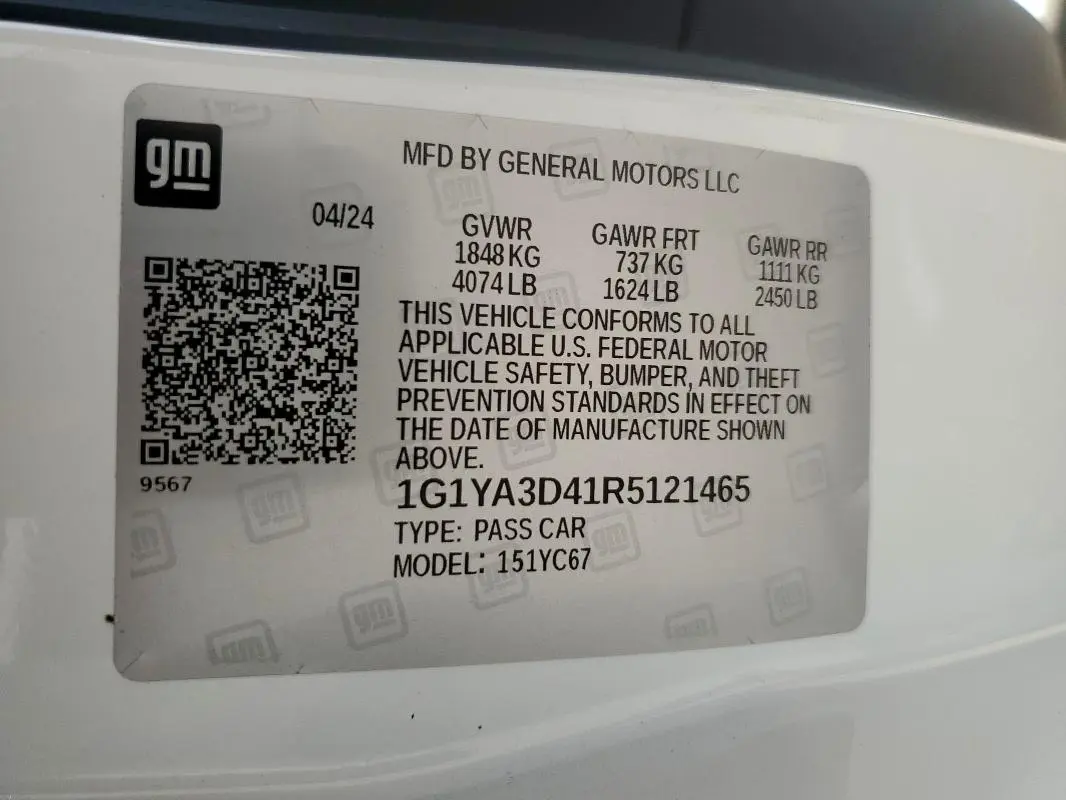 gm
MFD BY GENERAL MOTORS LLC
04/24
GVWR GAWR FRT GAWR RR
1848 KG 737 KG 1111 KG
4074 LB 1624 LB 2450 LB
THIS VEHICLE CONFORMS TO ALL
APPLICABLE U.S. FEDERAL MOTOR
VEHICLE SAFETY, BUMPER, AND THEFT
PREVENTION STANDARDS IN EFFECT ON
THE DATE OF MANUFACTURE SHOWN
ABOVE.
9567
1G1YA3D41R5121465
TYPE: PASS CAR
MODEL: 151YC67